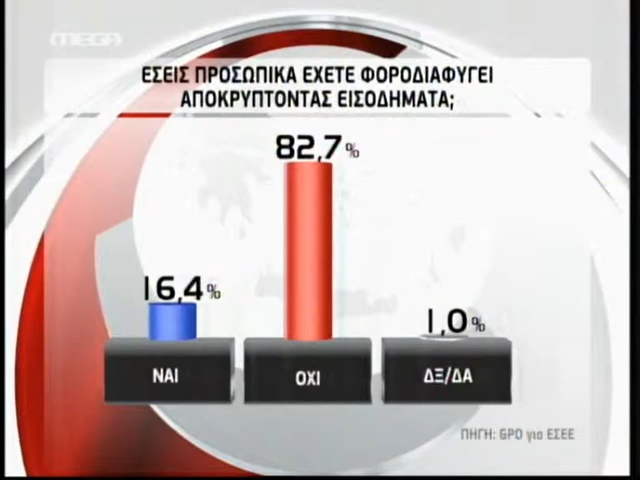 MEGA
ΕΣΕΙΣ ΠΡΟΣΩΠΙΚΑ ΕΧΕΤΕ ΦΟΡΟΔΙΑΦΥΓΕΙ
ΑΠΟΚΡΥΠΤΟΝΤΑΣ ΕΙΣΟΔΗΜΑΤΑ;
82,7%
16,4%
1,0%
ΝΑΙ
ΟΧΙ
ΔΞ/ΔΑ
ΠΗΓΗ: GPO για ΕΣΕΕ